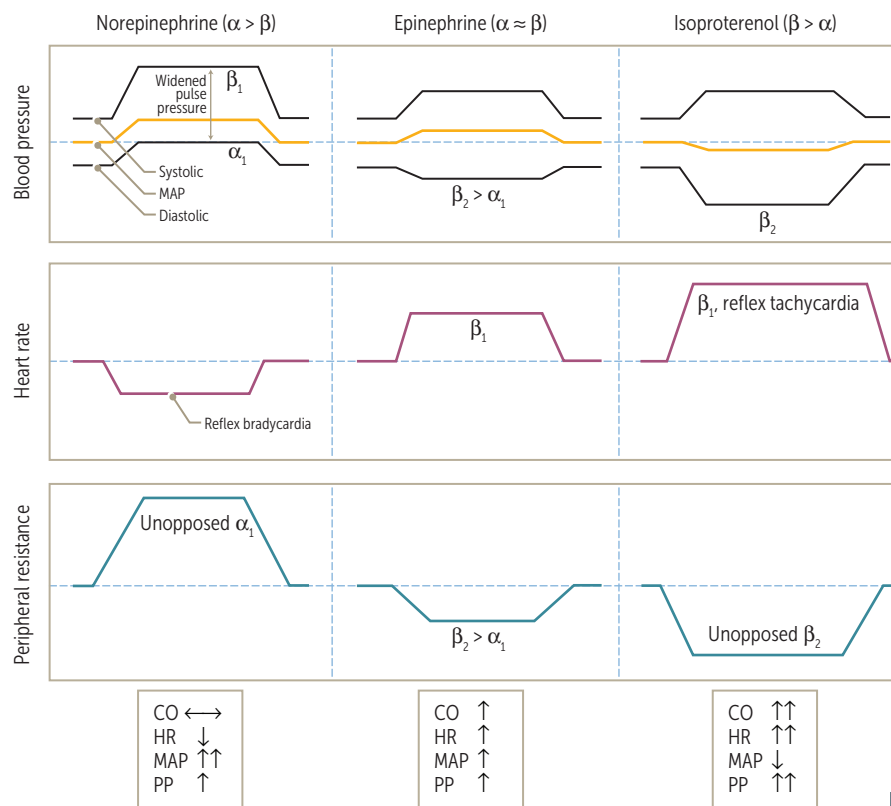 Norepinephrine (α > β)
Epinephrine (α ≈ β)
Isoproterenol (β > α)
Blood pressure
Widened
pulse
pressure
β₁
α₁
Systolic
MAP
Diastolic
β₂ > α₁
β₂
Heart rate
Reflex bradycardia
β₁
β₁, reflex tachycardia
Peripheral resistance
Unopposed α₁
β₂ > α₁
Unopposed β₂
CO ⟷
HR ↓
MAP ↑↑
PP ↑
CO ↑
HR ↑
MAP ↑
PP ↑
CO ↑↑
HR ↑↑
MAP ↓
PP ↑↑